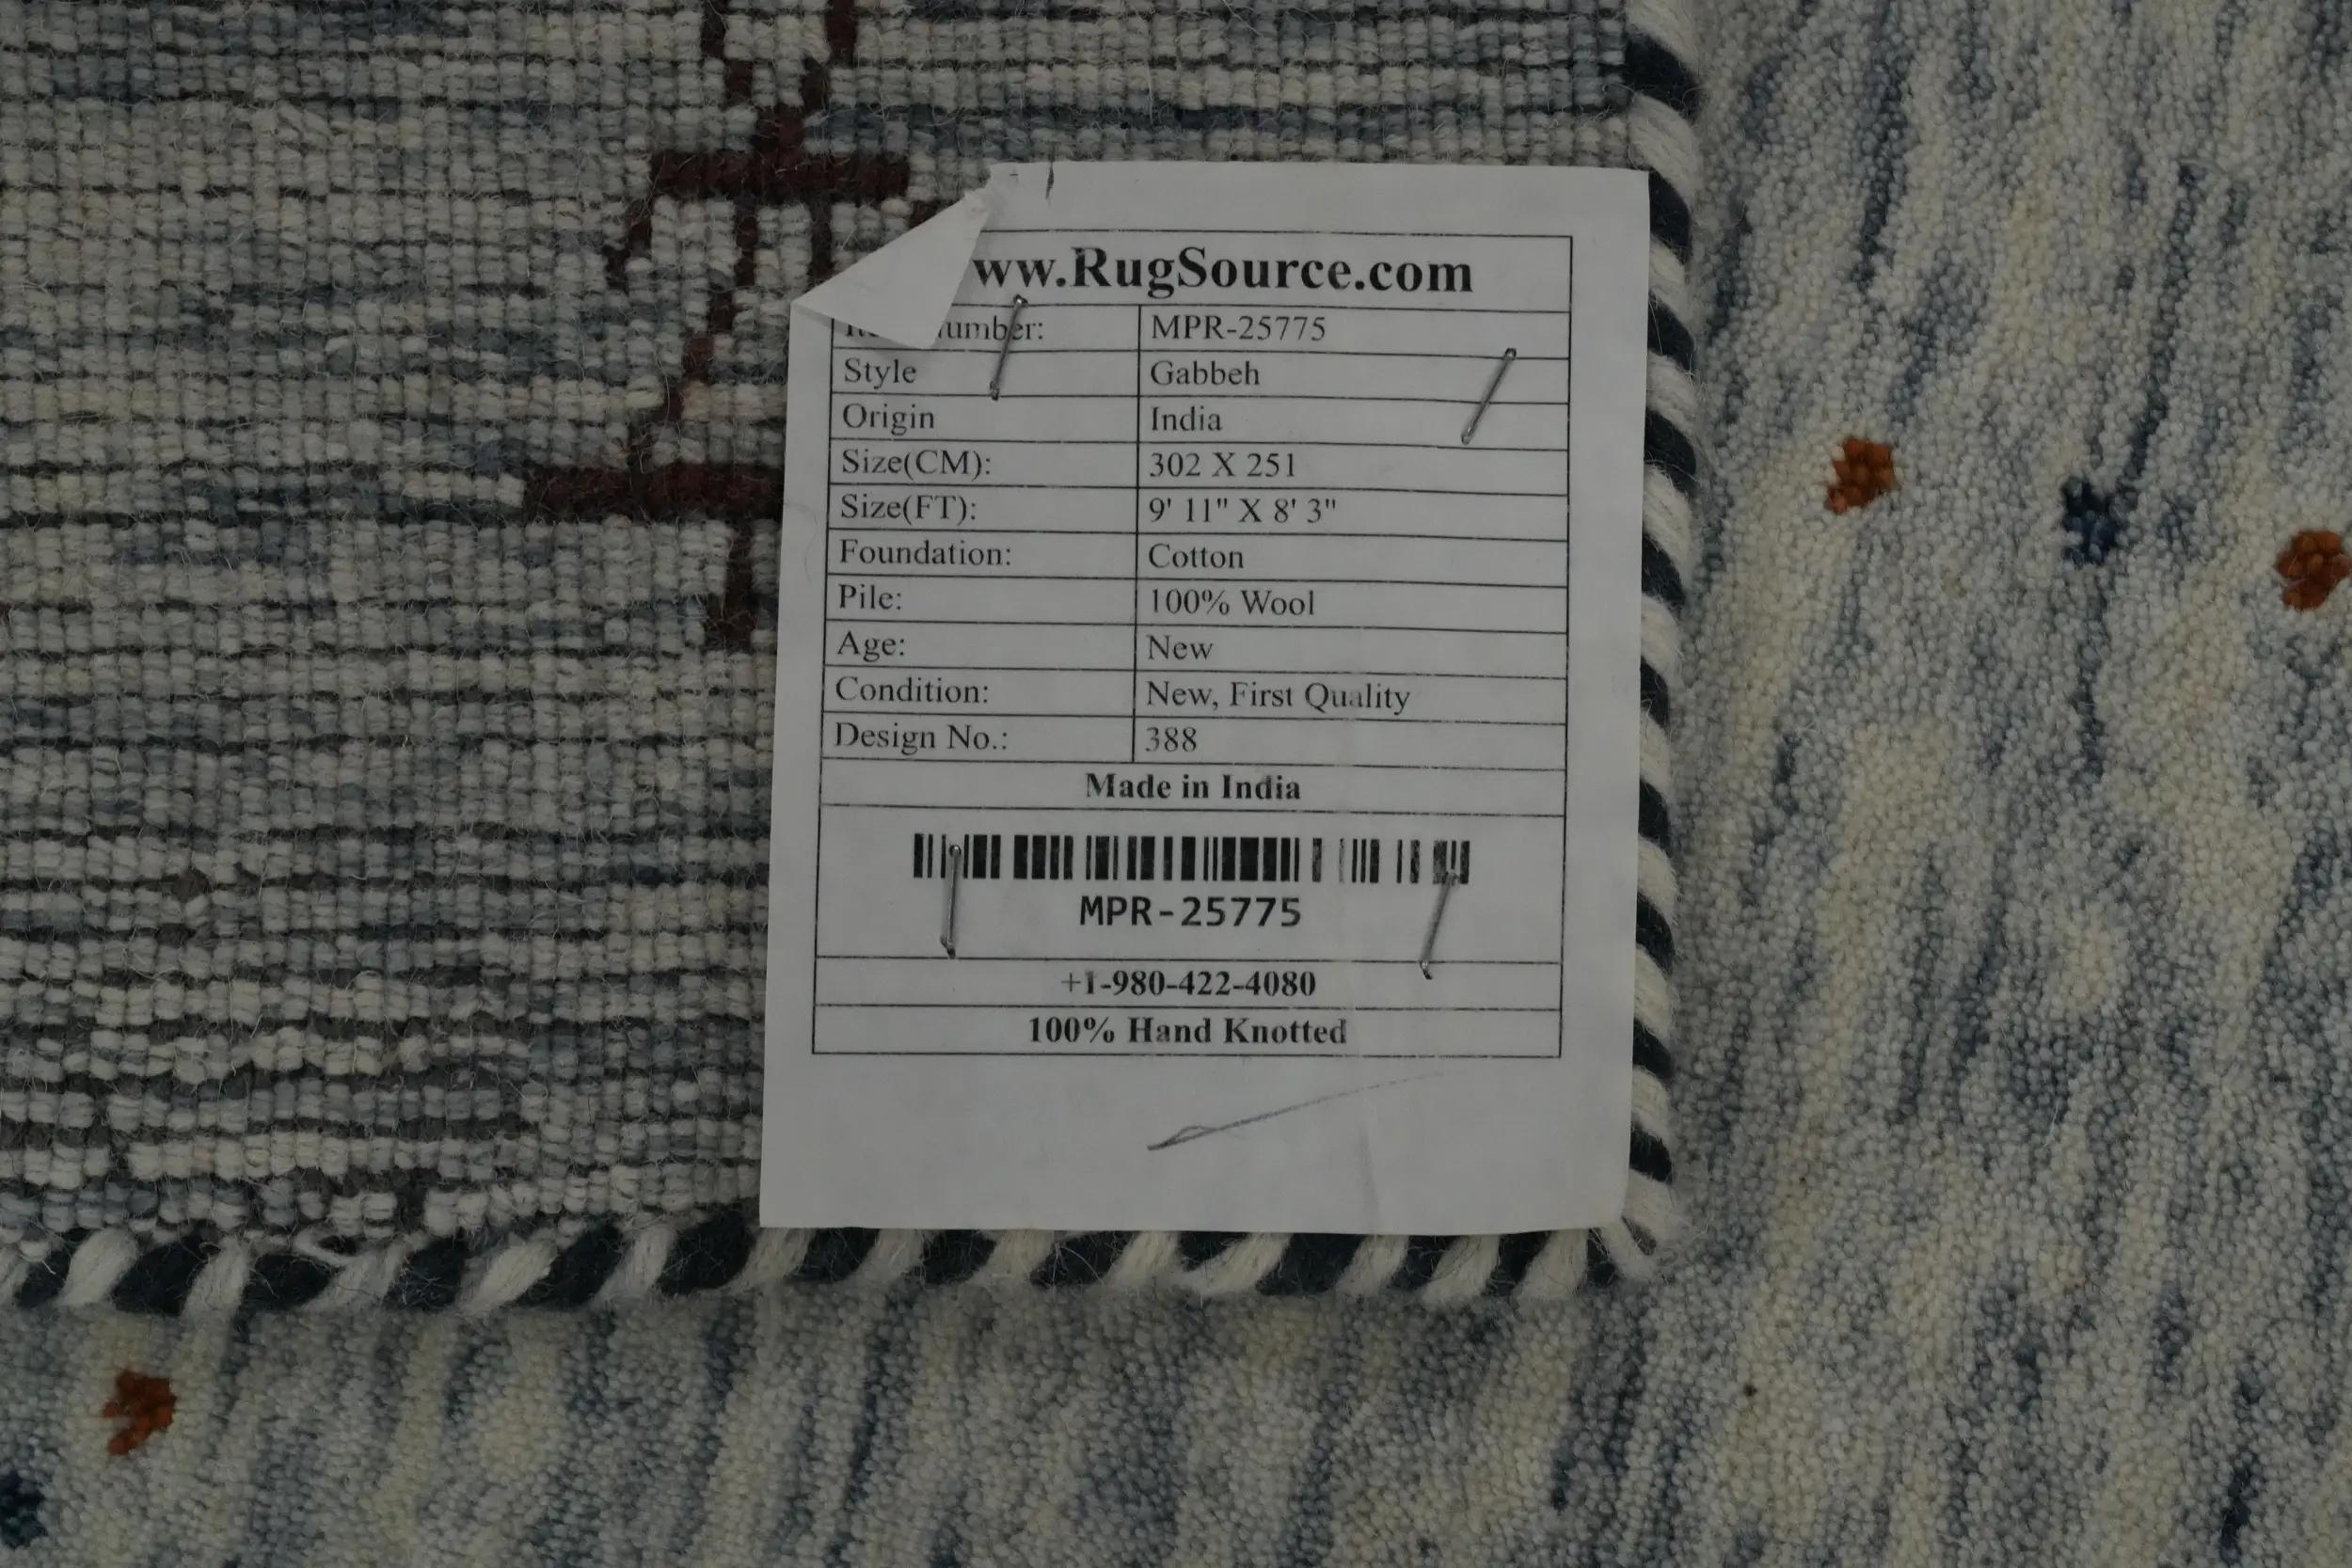 ww.RugSource.com
umber: MPR-25775
Style Gabbeh
Origin India
Size(CM): 302 X 251
Size(FT): 9' 11" X 8' 3"
Foundation: Cotton
Pile: 100% Wool
Age: New
Condition: New, First Quality
Design No.: 388
Made in India
MPR-25775
+1-980-422-4080
100% Hand Knotted